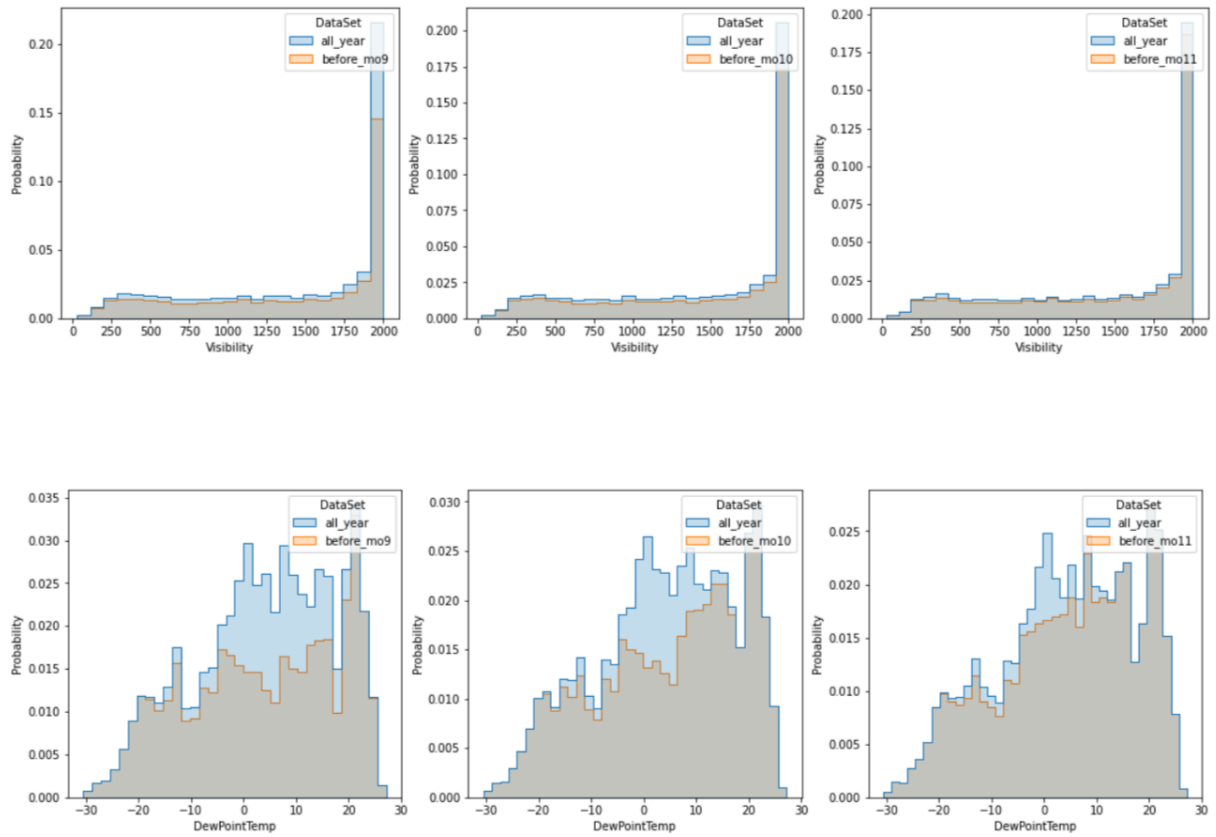 DataSet
all_year
before_mo9
0.20
0.15
0.10
0.05
0.00
Probability
0 250 500 750 1000 1250 1500 1750 2000
Visibility
DataSet
all_year
before_mo10
0.200
0.175
0.150
0.125
0.100
0.075
0.050
0.025
0.000
Probability
0 250 500 750 1000 1250 1500 1750 2000
Visibility
DataSet
all_year
before_mo11
0.200
0.175
0.150
0.125
0.100
0.075
0.050
0.025
0.000
Probability
0 250 500 750 1000 1250 1500 1750 2000
Visibility
DataSet
all_year
before_mo9
0.035
0.030
0.025
0.020
0.015
0.010
0.005
0.000
Probability
−30 −20 −10 0 10 20 30
DewPointTemp
DataSet
all_year
before_mo10
0.030
0.025
0.020
0.015
0.010
0.005
0.000
Probability
−30 −20 −10 0 10 20 30
DewPointTemp
DataSet
all_year
before_mo11
0.025
0.020
0.015
0.010
0.005
0.000
Probability
−30 −20 −10 0 10 20 30
DewPointTemp